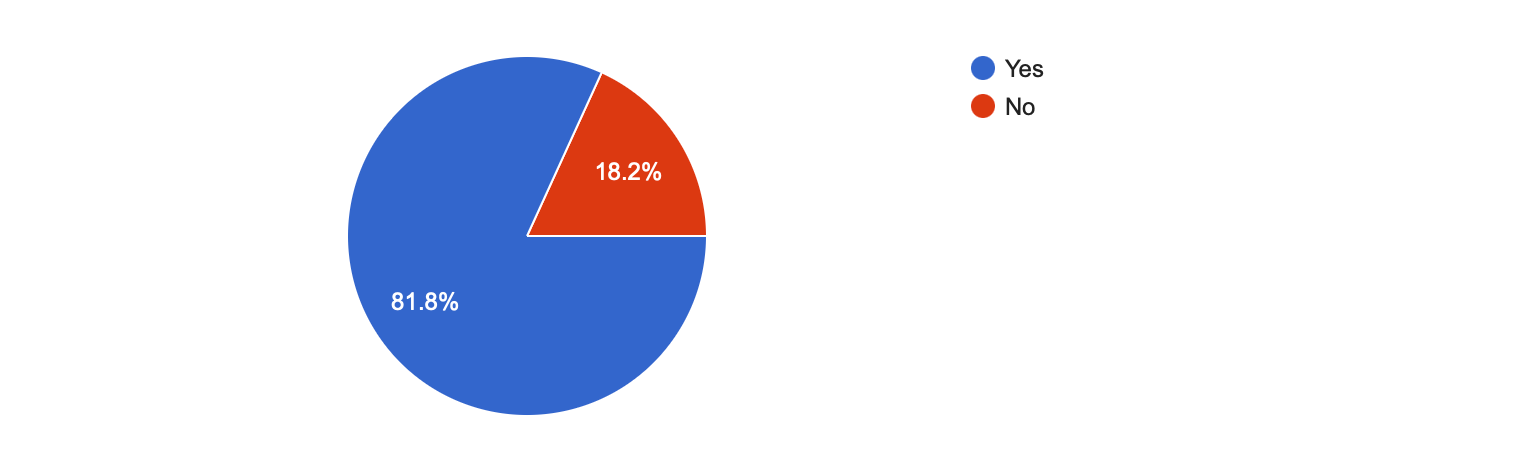 Yes
No
18.2%
81.8%